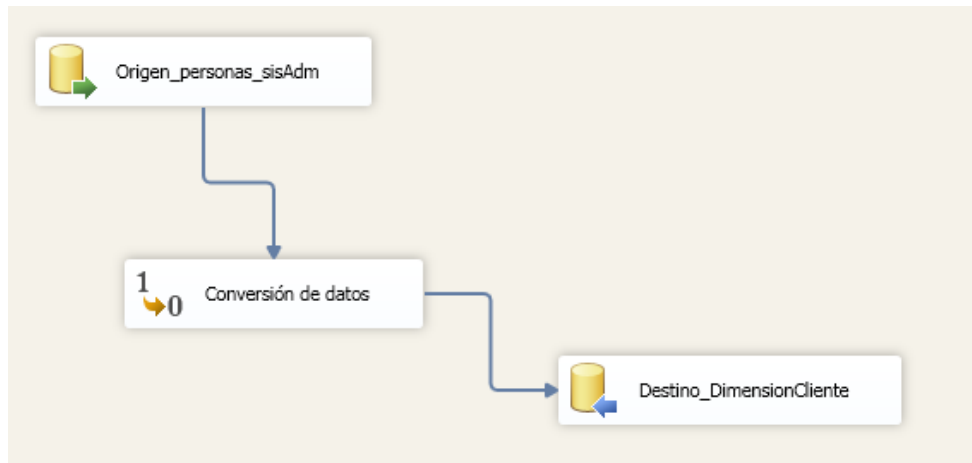 Origen_personas_sisAdm
1
0
Conversión de datos
Destino_DimensionCliente